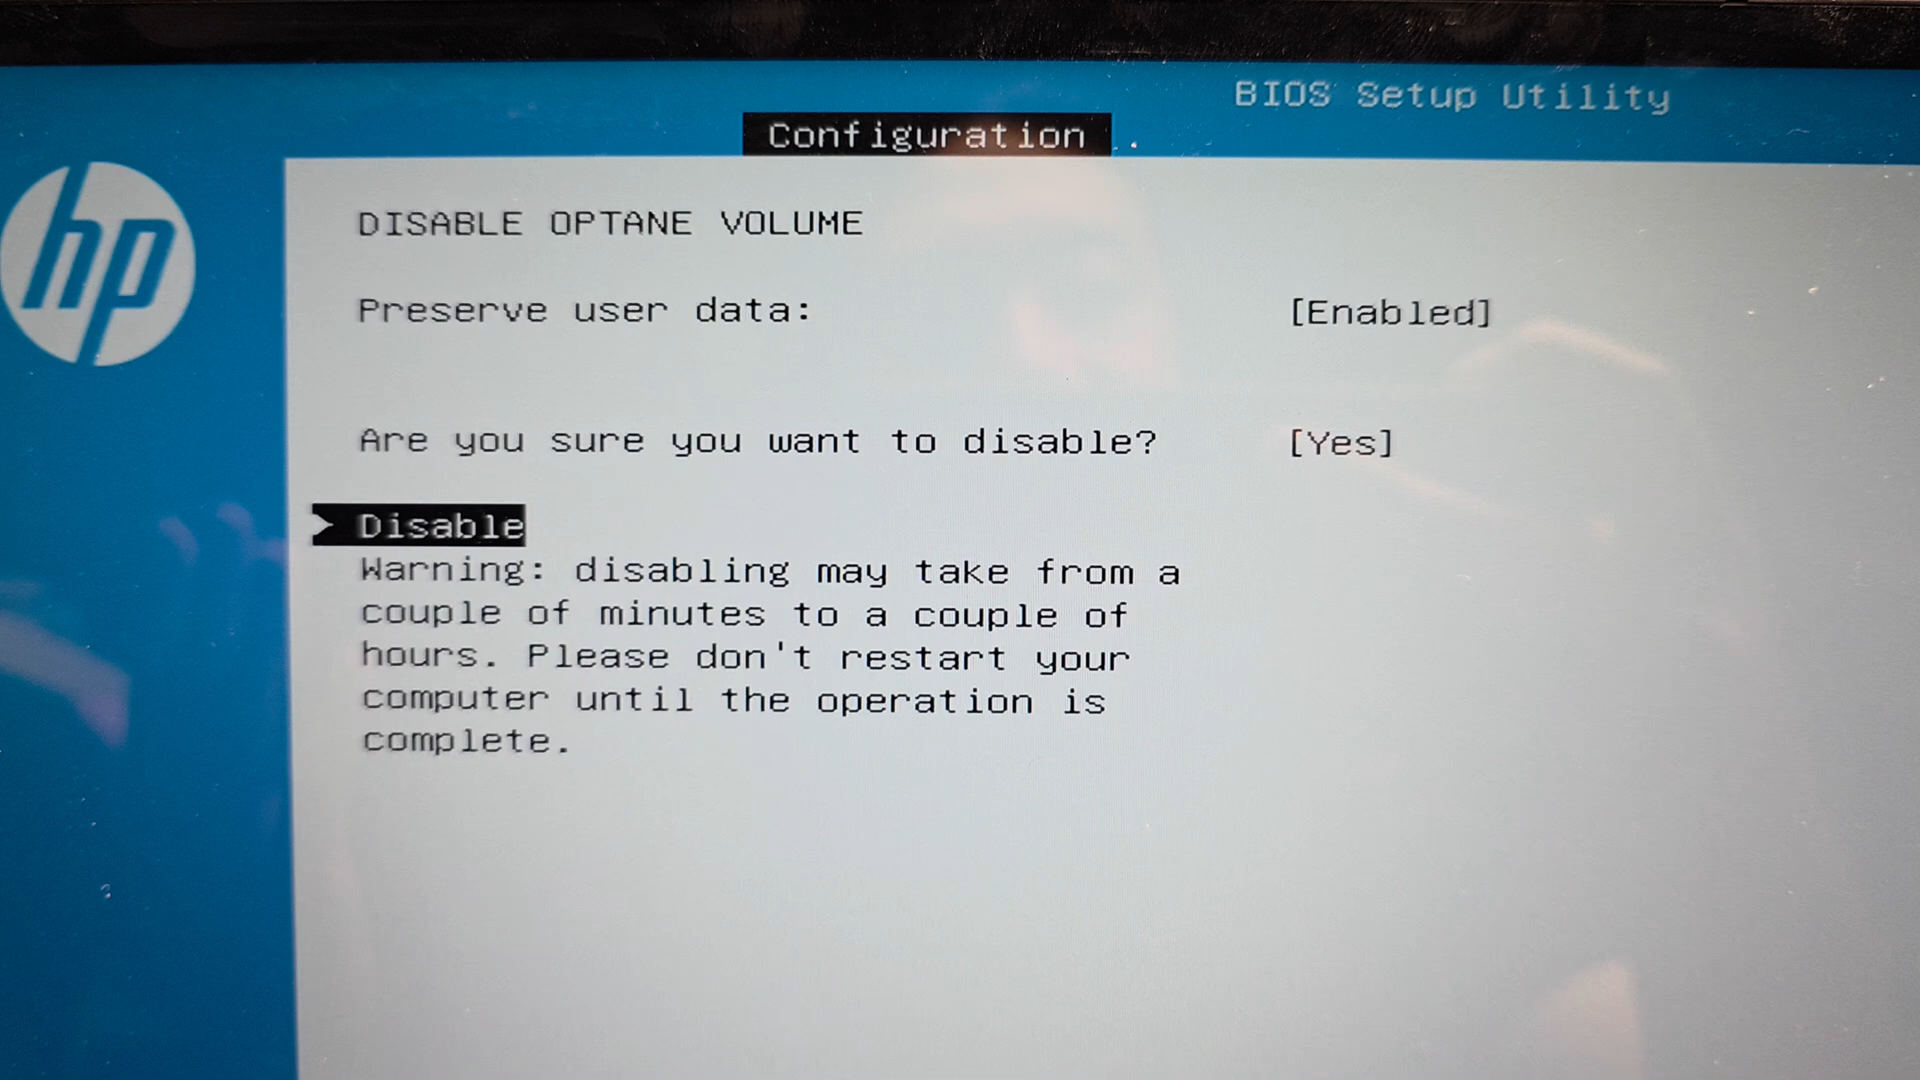 BIOS Setup Utility
Configuration
hp
DISABLE OPTANE VOLUME
Preserve user data: [Enabled]
Are you sure you want to disable? [Yes]
> Disable
Warning: disabling may take from a
couple of minutes to a couple of
hours. Please don't restart your
computer until the operation is
complete.